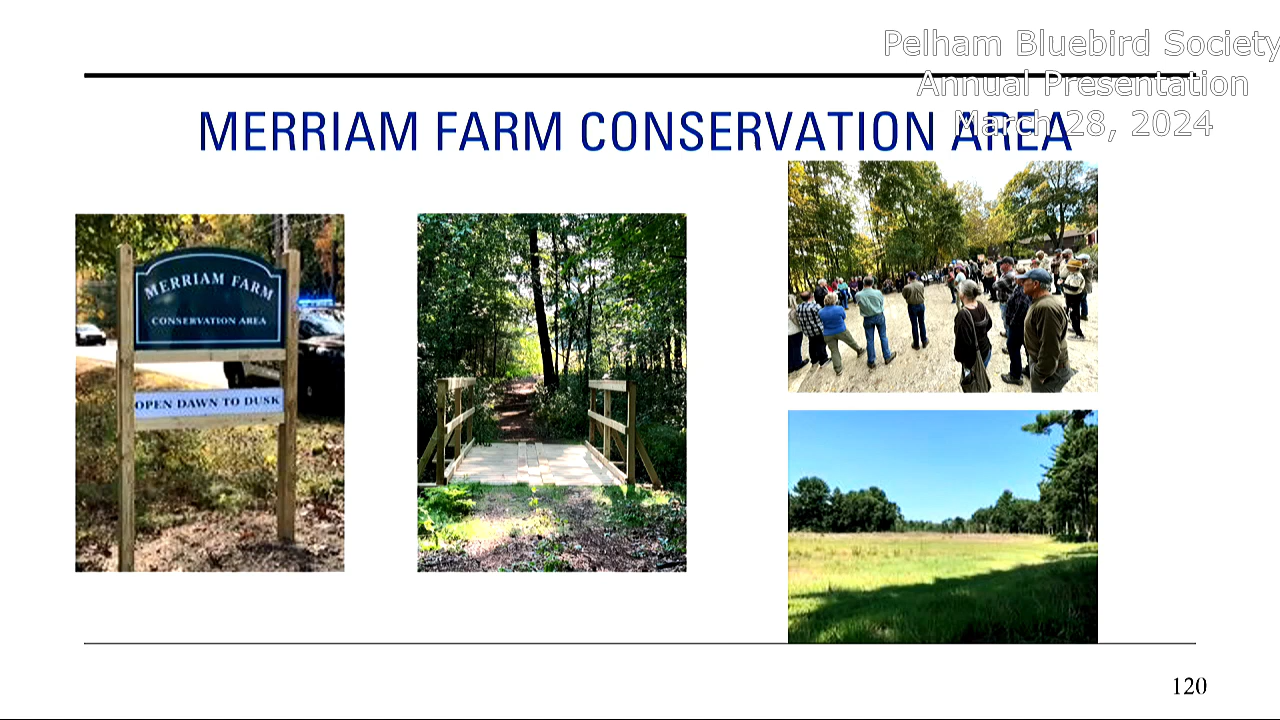 Pelham Bluebird Society
Annual Presentation
March 28, 2024
MERRIAM FARM CONSERVATION AREA
MERRIAM FARM
CONSERVATION AREA
OPEN DAWN TO DUSK
120